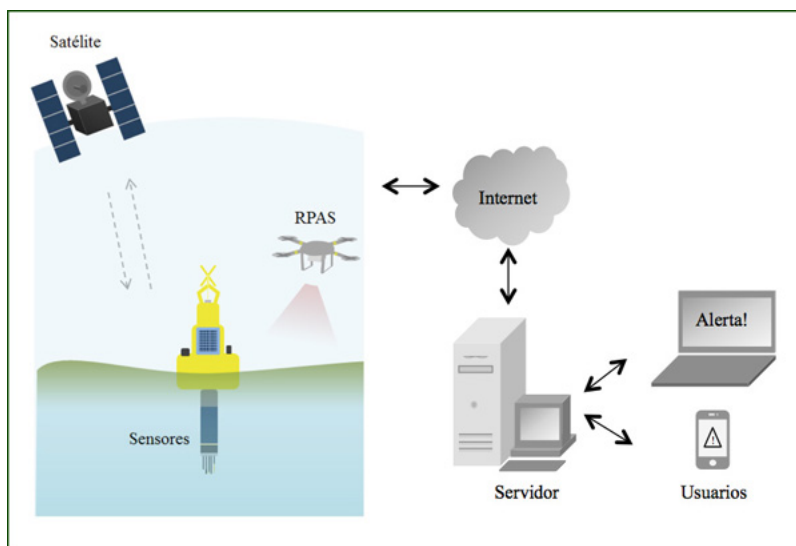 Satélite
RPAS
Internet
Alerta!
Sensores
Servidor
Usuarios